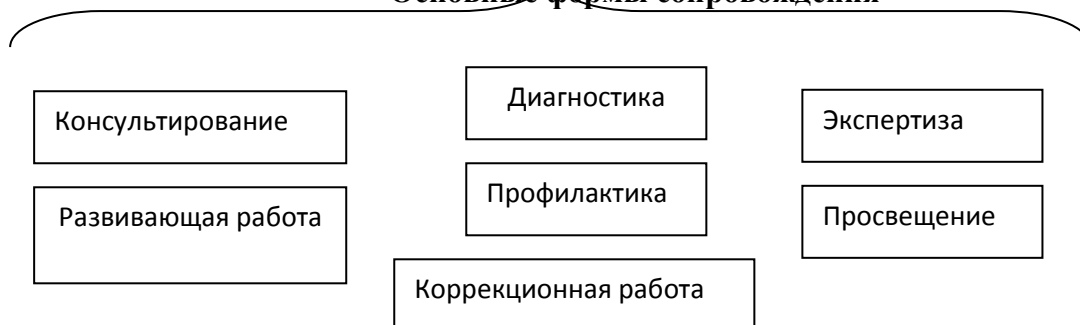 Основные формы сопровождения
Консультирование
Диагностика
Экспертиза
Развивающая работа
Профилактика
Просвещение
Коррекционная работа